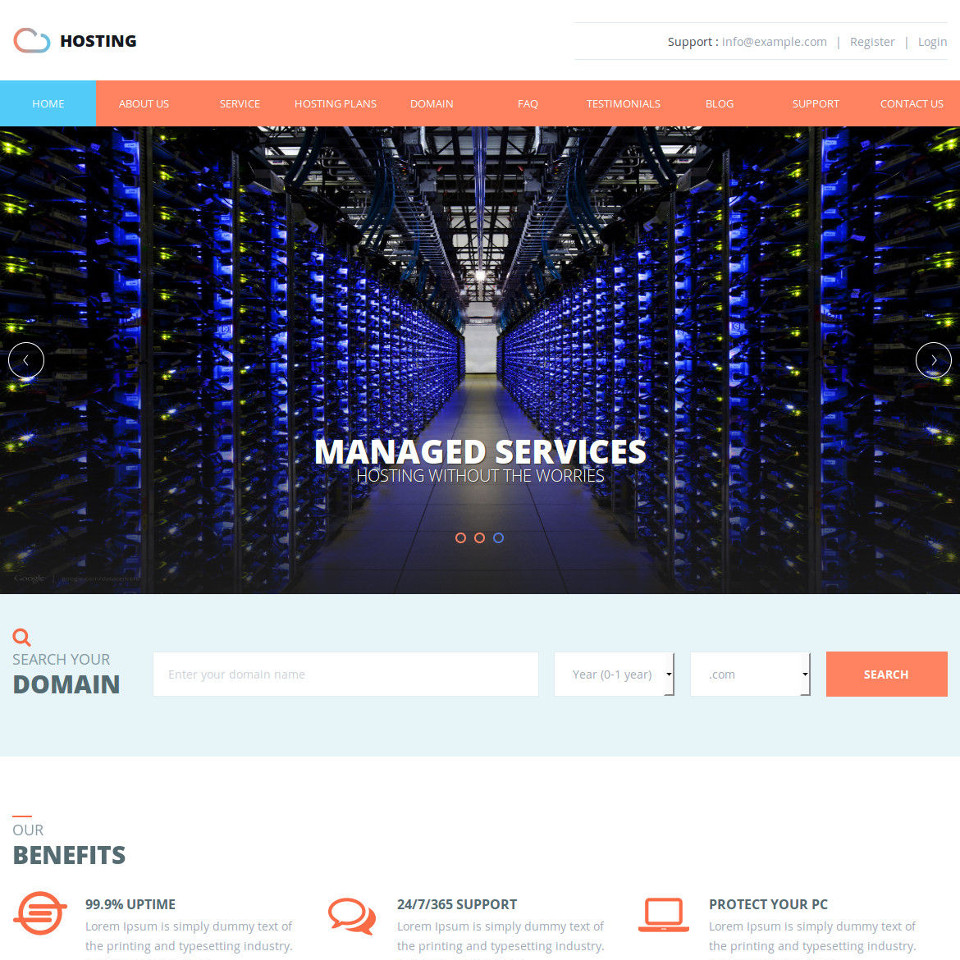 HOSTING
Support : info@example.com | Register | Login
HOME ABOUT US SERVICE HOSTING PLANS DOMAIN FAQ TESTIMONIALS BLOG SUPPORT CONTACT US
MANAGED SERVICES
HOSTING WITHOUT THE WORRIES
Google
SEARCH YOUR
DOMAIN
Enter your domain name
Year (0-1 year)
.com
SEARCH
OUR
BENEFITS
99.9% UPTIME
Lorem Ipsum is simply dummy text of
the printing and typesetting industry.
24/7/365 SUPPORT
Lorem Ipsum is simply dummy text of
the printing and typesetting industry.
PROTECT YOUR PC
Lorem Ipsum is simply dummy text of
the printing and typesetting industry.